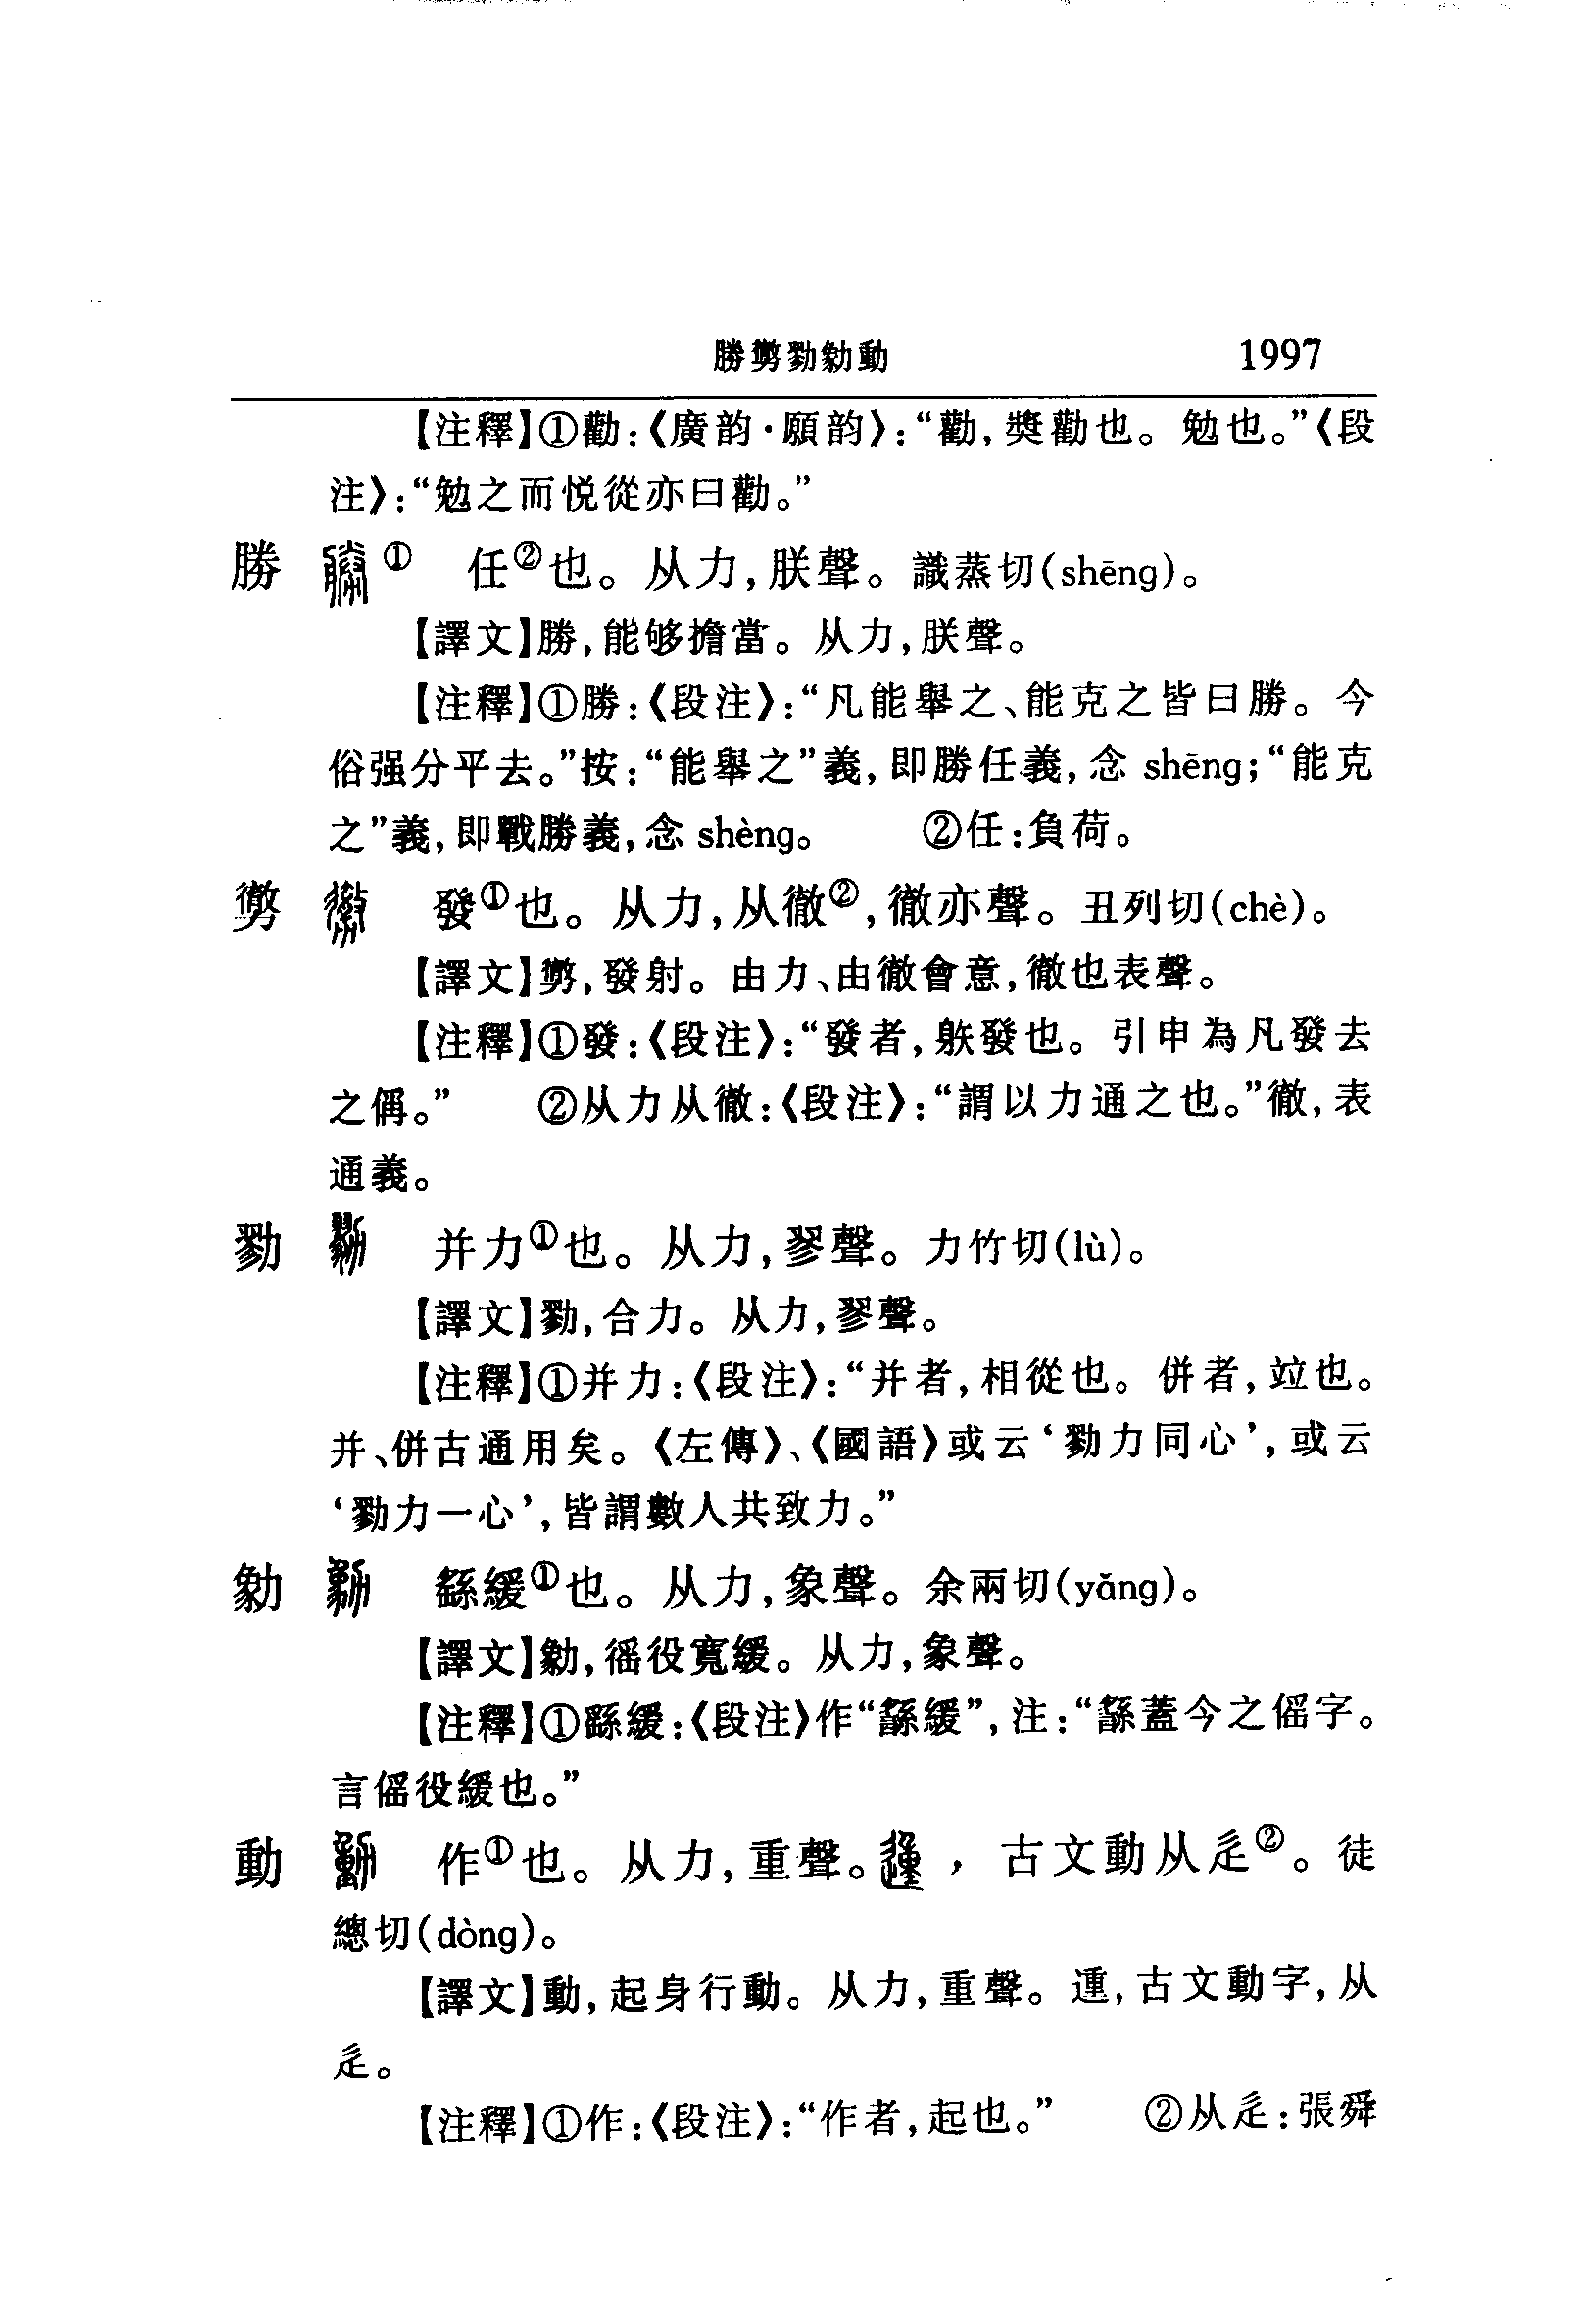 勝勶勠勨動 1997
【注釋】①勸:《廣韵·願韵》:“勸,奬勸也。勉也。”《段
注》:“勉之而悦從亦曰勸。”
勝 ① 任②也。从力,朕聲。識蒸切(shēng)。
【譯文】勝,能够擔當。从力,朕聲。
【注釋】①勝:《段注》:“凡能舉之、能克之皆曰勝。今
俗强分平去。”按:“能舉之”義,即勝任義,念 shēng;“能克
之”義,即戰勝義,念 shèng。 ②任:負荷。
勶 發①也。从力,从徹②,徹亦聲。丑列切(chè)。
【譯文】勶,發射。由力、由徹會意,徹也表聲。
【注釋】①發:《段注》:“發者,䠶發也。引申為凡發去
之偁。” ②从力从徹:《段注》:“謂以力通之也。”徹,表
通義。
勠 并力①也。从力,翏聲。力竹切(lù)。
【譯文】勠,合力。从力,翏聲。
【注釋】①并力:《段注》:“并者,相從也。併者,竝也。
并、併古通用矣。《左傳》、《國語》或云‘勠力同心’,或云
‘勠力一心’,皆謂數人共致力。”
勨 繇緩①也。从力,象聲。余兩切(yǎng)。
【譯文】勨,徭役寬緩。从力,象聲。
【注釋】①繇緩:《段注》作“繇緩”,注:“繇蓋今之傜字。
言傜役緩也。”
動 作①也。从力,重聲。,古文動从辵②。徒
總切(dòng)。
【譯文】動,起身行動。从力,重聲。𨔝,古文動字,从
辵。
【注釋】①作:《段注》:“作者,起也。” ②从辵:張舜